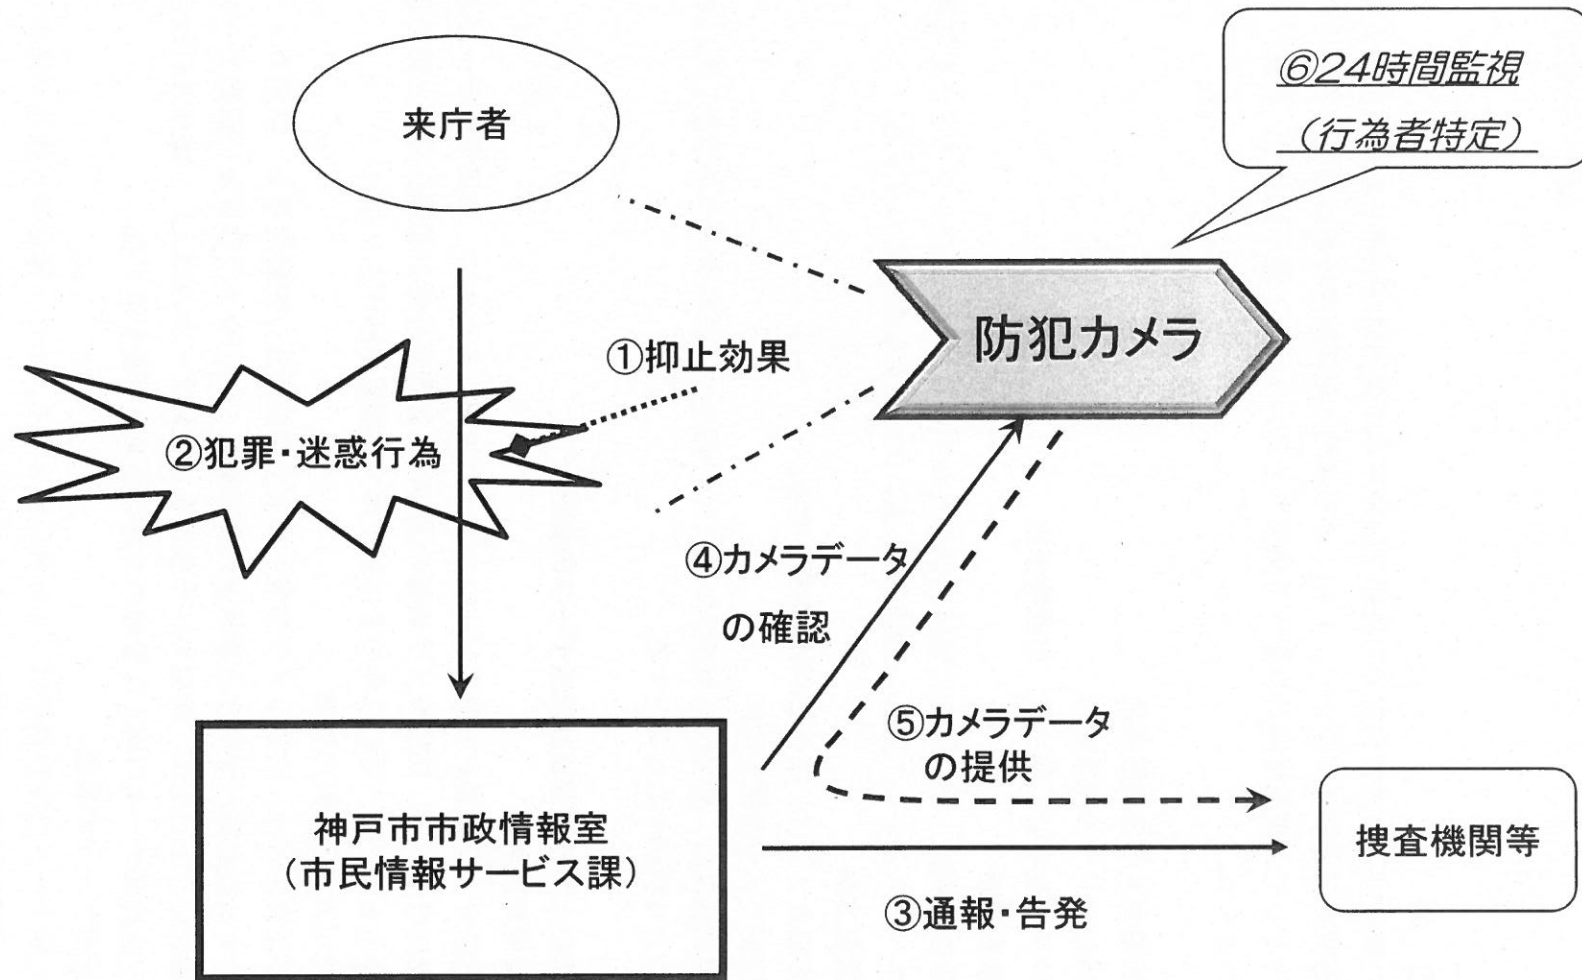 来庁者
⑥24時間監視
(行為者特定)
防犯カメラ
①抑止効果
②犯罪・迷惑行為
④カメラデータ
の確認
⑤カメラデータ
の提供
神戸市市政情報室
(市民情報サービス課)
捜査機関等
③通報・告発